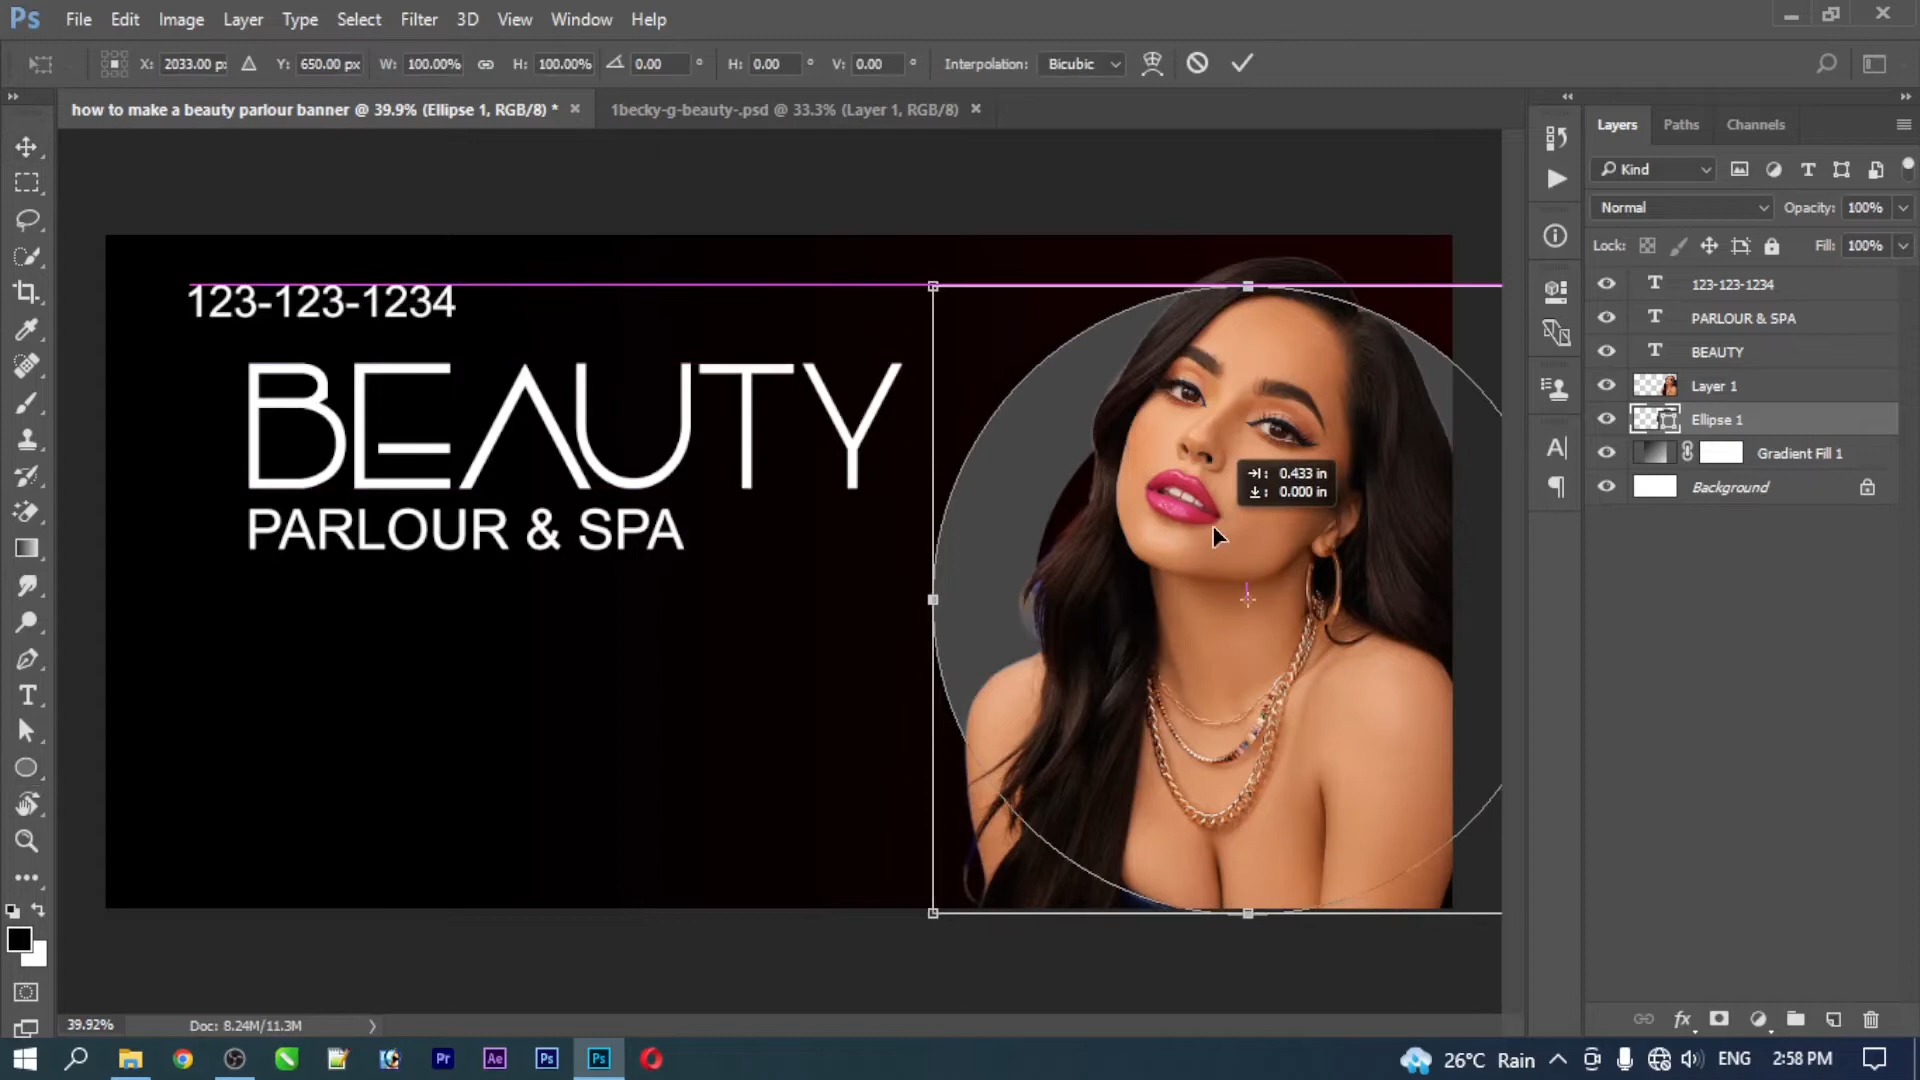 Ps File Edit Image Layer Type Select Filter 3D View Window Help
X: 2033.00 p Y: 650.00 px W: 100.00% H: 100.00% 0.00 ° H: 0.00 ° V: 0.00 ° Interpolation: Bicubic
how to make a beauty parlour banner @ 39.9% (Ellipse 1, RGB/8) * × 1becky-g-beauty-.psd @ 33.3% (Layer 1, RGB/8) ×
Layers Paths Channels
Kind
Normal Opacity: 100%
Lock: Fill: 100%
123-123-1234
PARLOUR & SPA
BEAUTY
Layer 1
Ellipse 1
Gradient Fill 1
Background
123-123-1234
BEAUTY
PARLOUR & SPA
0.433 in
0.000 in
39.92% Doc: 8.24M/11.3M
Pr Ae Ps Ps 26°C Rain ENG 2:58 PM